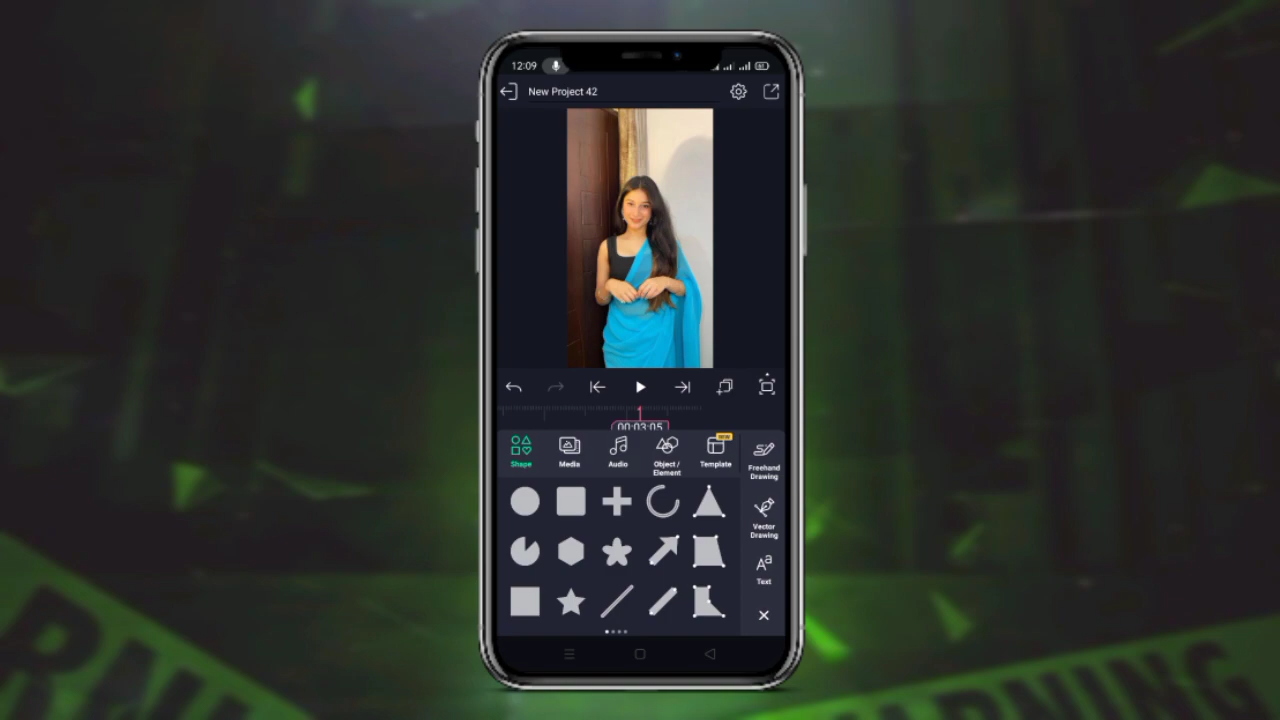 12:09
New Project 42
00:03:05
Shape
Media
Audio
Object /
Element
NEW
Template
Freehand
Drawing
Vector
Drawing
Text